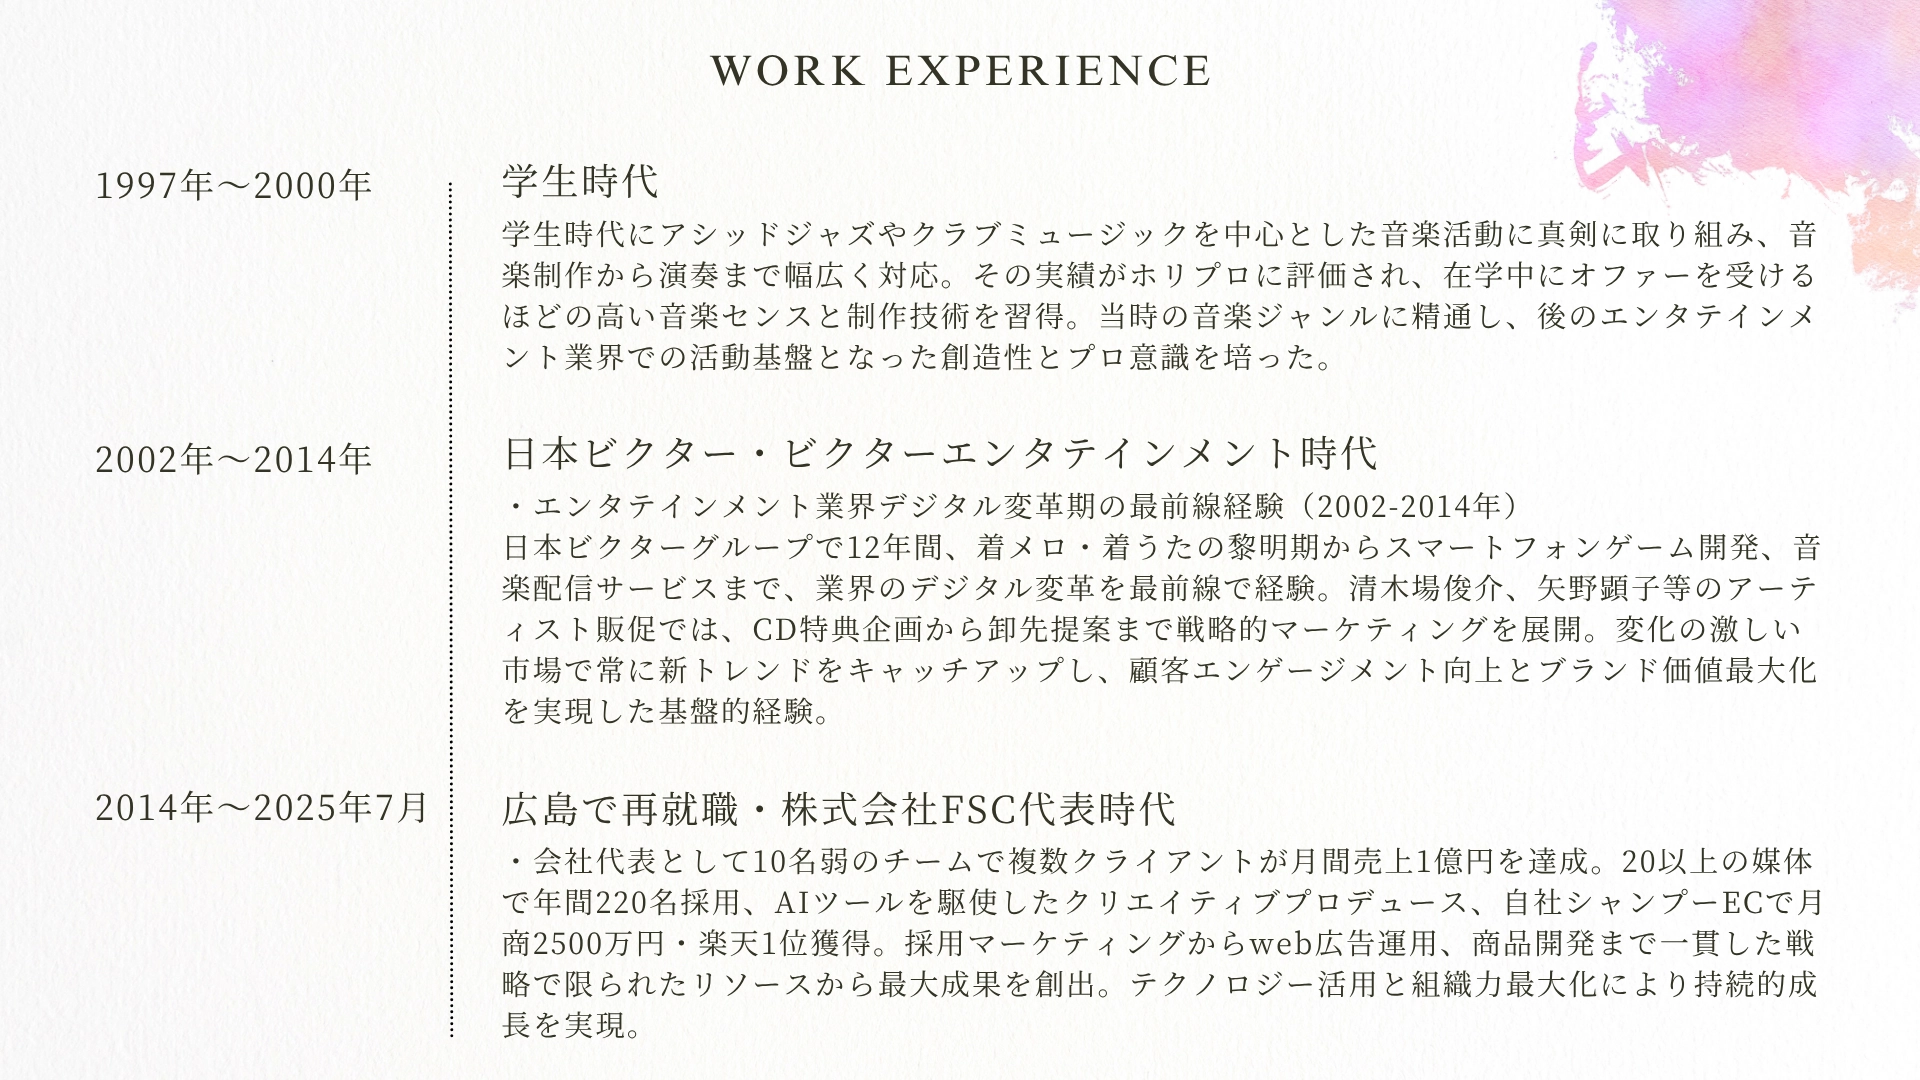 WORK EXPERIENCE
1997年～2000年
学生時代
学生時代にアシッドジャズやクラブミュージックを中心とした音楽活動に真剣に取り組み、音
楽制作から演奏まで幅広く対応。その実績がホリプロに評価され、在学中にオファーを受ける
ほどの高い音楽センスと制作技術を習得。当時の音楽ジャンルに精通し、後のエンタテインメ
ント業界での活動基盤となった創造性とプロ意識を培った。
2002年～2014年
日本ビクター・ビクターエンタテインメント時代
・エンタテインメント業界デジタル変革期の最前線経験（2002-2014年）
日本ビクターグループで12年間、着メロ・着うたの黎明期からスマートフォンゲーム開発、音
楽配信サービスまで、業界のデジタル変革を最前線で経験。清木場俊介、矢野顕子等のアーテ
ィスト販促では、CD特典企画から卸先提案まで戦略的マーケティングを展開。変化の激しい
市場で常に新トレンドをキャッチアップし、顧客エンゲージメント向上とブランド価値最大化
を実現した基盤的経験。
2014年～2025年7月
広島で再就職・株式会社FSC代表時代
・会社代表として10名弱のチームで複数クライアントが月間売上1億円を達成。20以上の媒体
で年間220名採用、AIツールを駆使したクリエイティブプロデュース、自社シャンプーECで月
商2500万円・楽天1位獲得。採用マーケティングからweb広告運用、商品開発まで一貫した戦
略で限られたリソースから最大成果を創出。テクノロジー活用と組織力最大化により持続的成
長を実現。